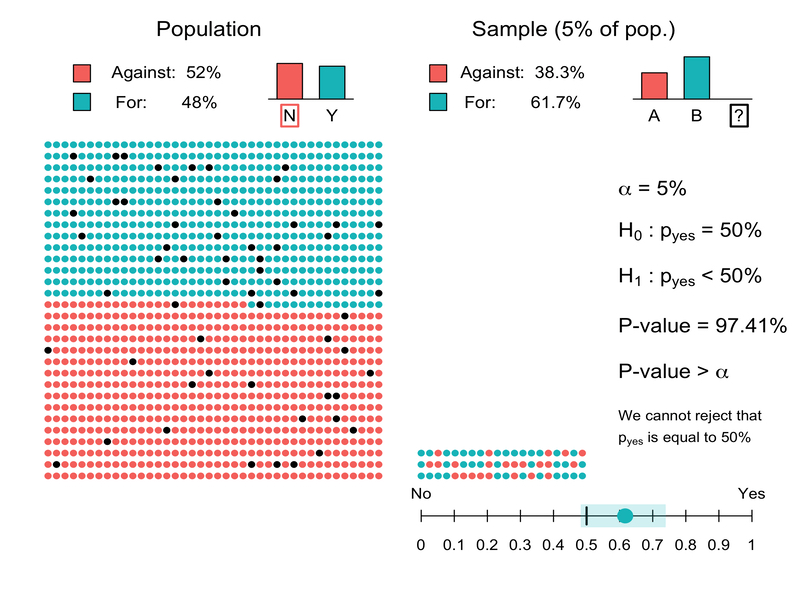 Population
Against: 52%
For: 48%
N Y
Sample (5% of pop.)
Against: 38.3%
For: 61.7%
A B ?
α = 5%
H0 : pyes = 50%
H1 : pyes < 50%
P-value = 97.41%
P-value > α
We cannot reject that
pyes is equal to 50%
No Yes
0 0.1 0.2 0.3 0.4 0.5 0.6 0.7 0.8 0.9 1